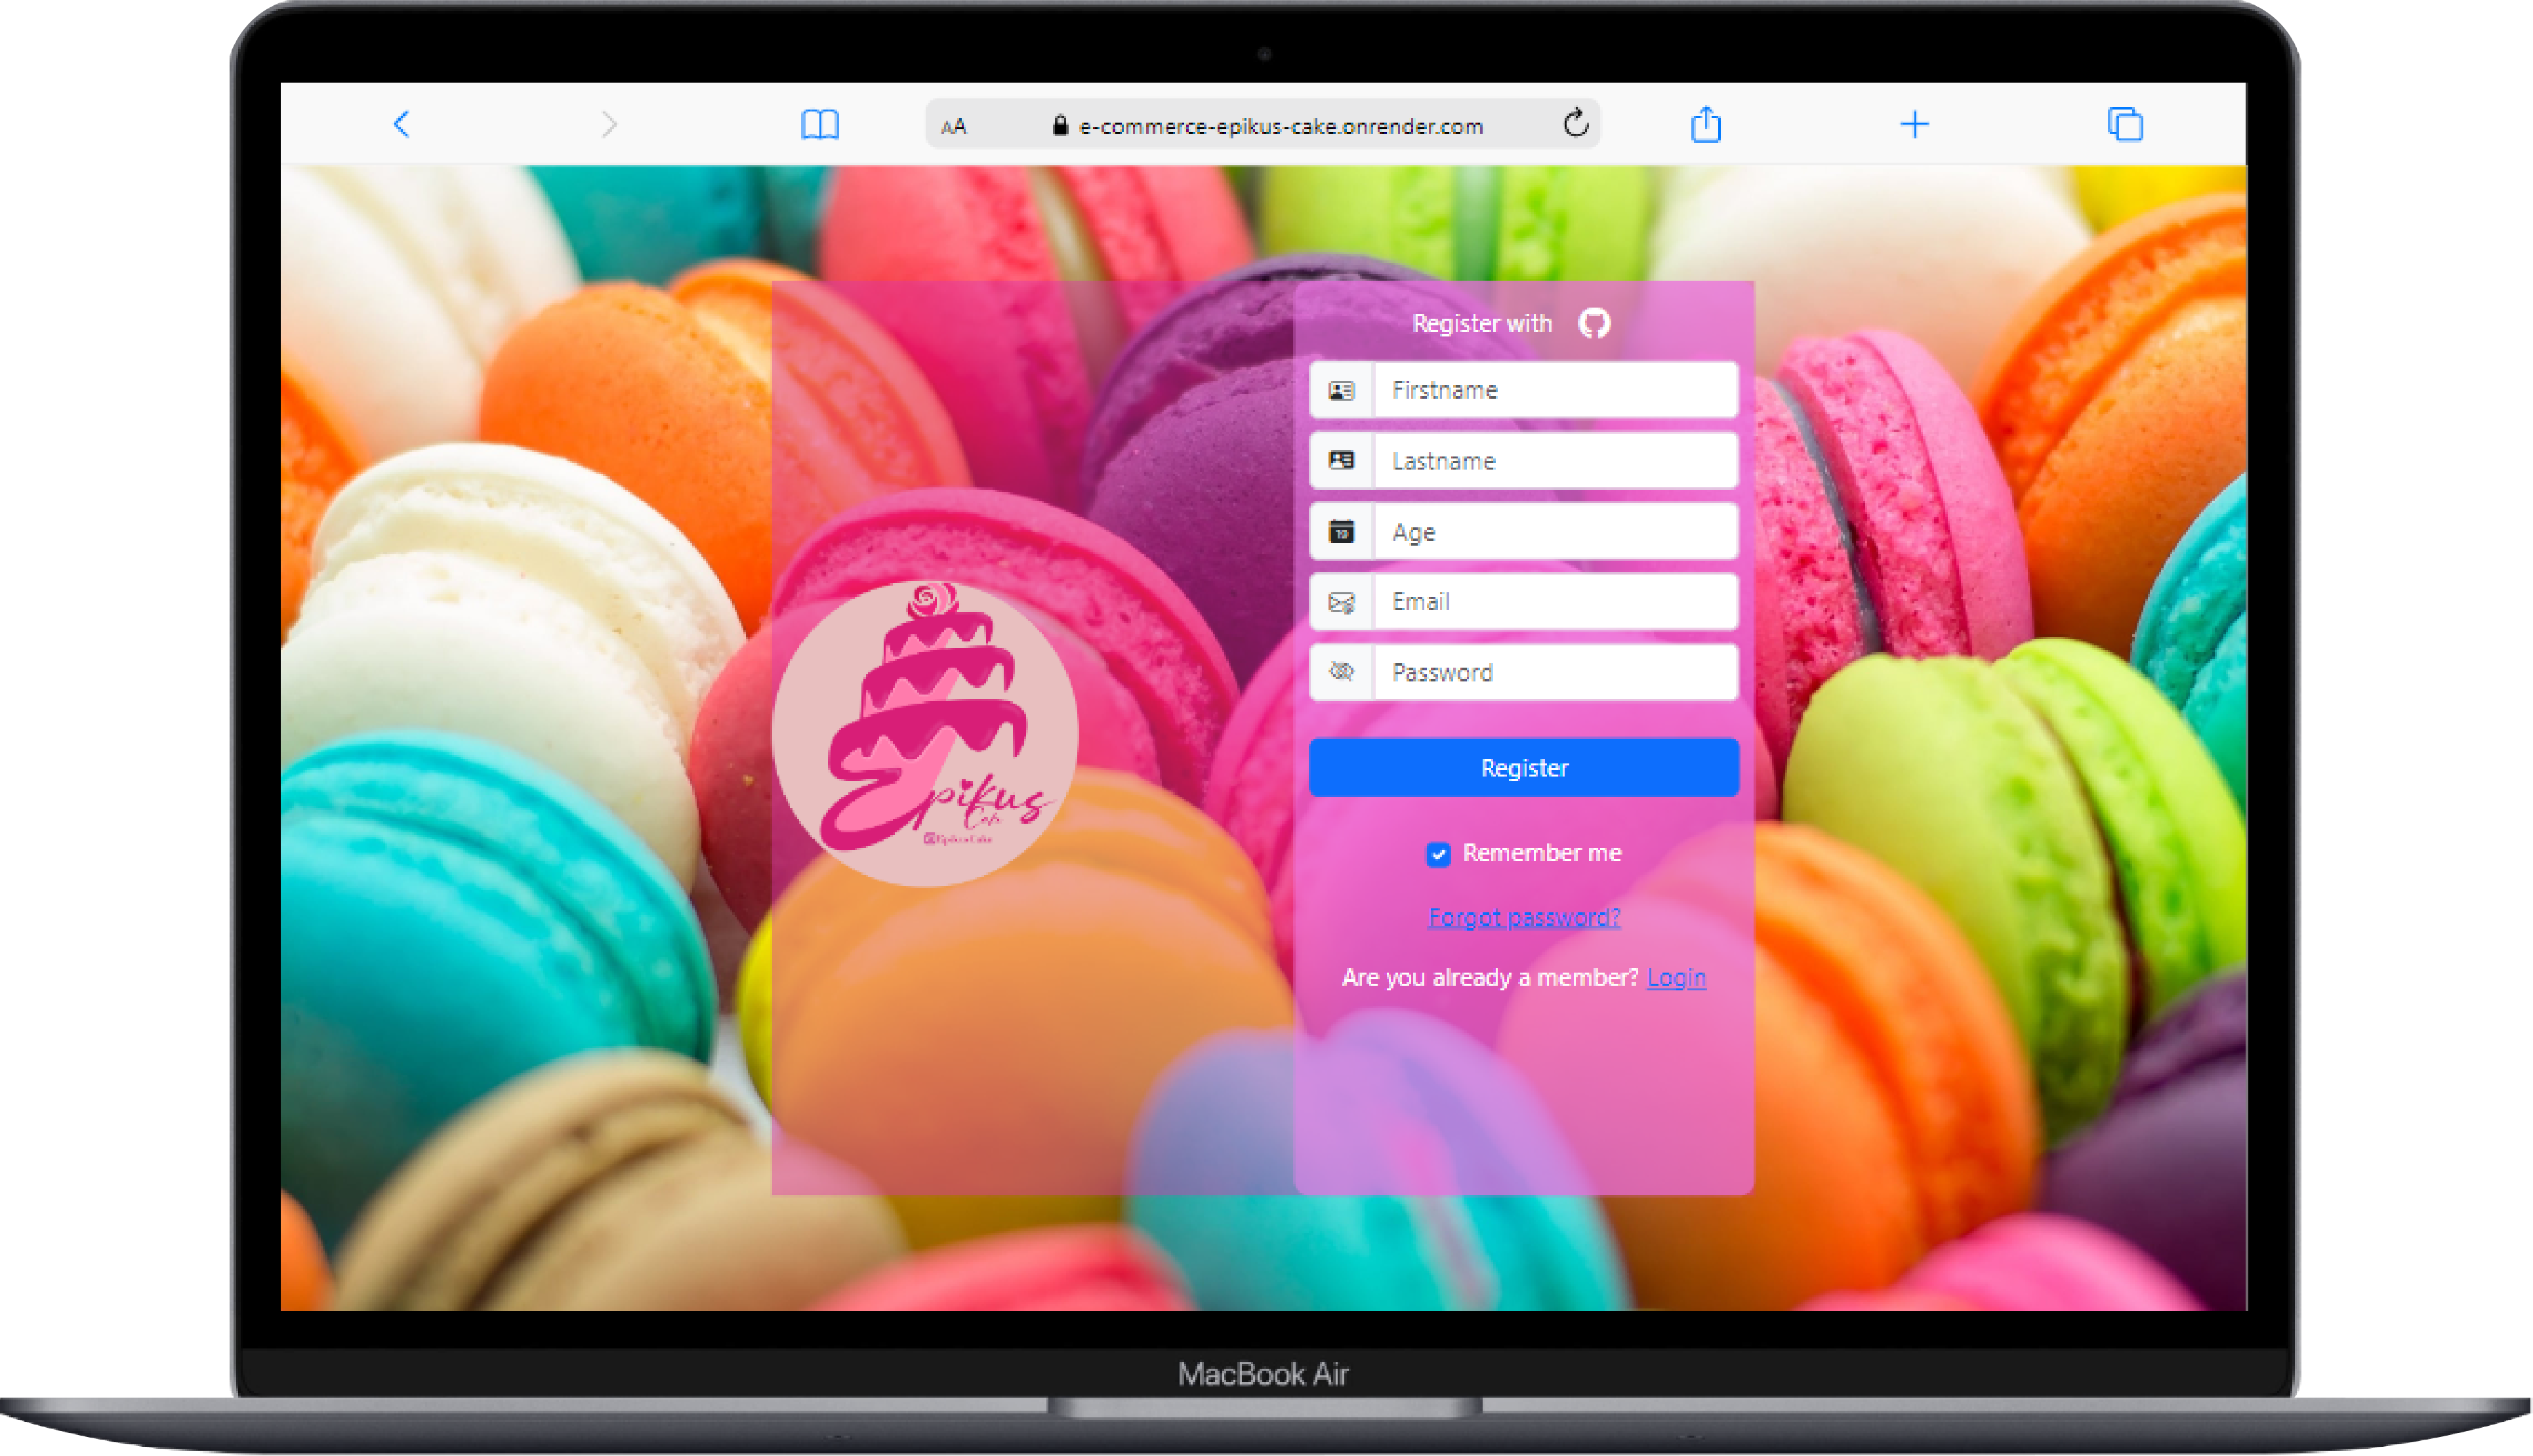 AA e-commerce-epikus-cake.onrender.com
Register with
Firstname
Lastname
19 Age
Email
Password
Epikus
Cake
Register
Remember me
Forgot password?
Are you already a member? Login
MacBook Air